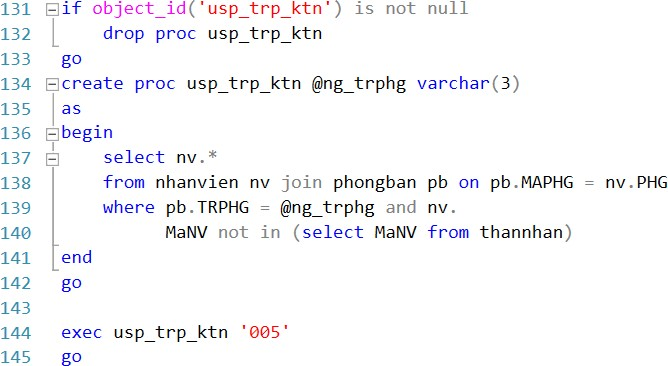 131 if object_id('usp_trp_ktn') is not null
132     drop proc usp_trp_ktn
133 go
134 create proc usp_trp_ktn @ng_trphg varchar(3)
135 as
136 begin
137     select nv.*
138     from nhanvien nv join phongban pb on pb.MAPHG = nv.PHG
139     where pb.TRPHG = @ng_trphg and nv.
140           MaNV not in (select MaNV from thannhan)
141 end
142 go
143
144 exec usp_trp_ktn '005'
145 go